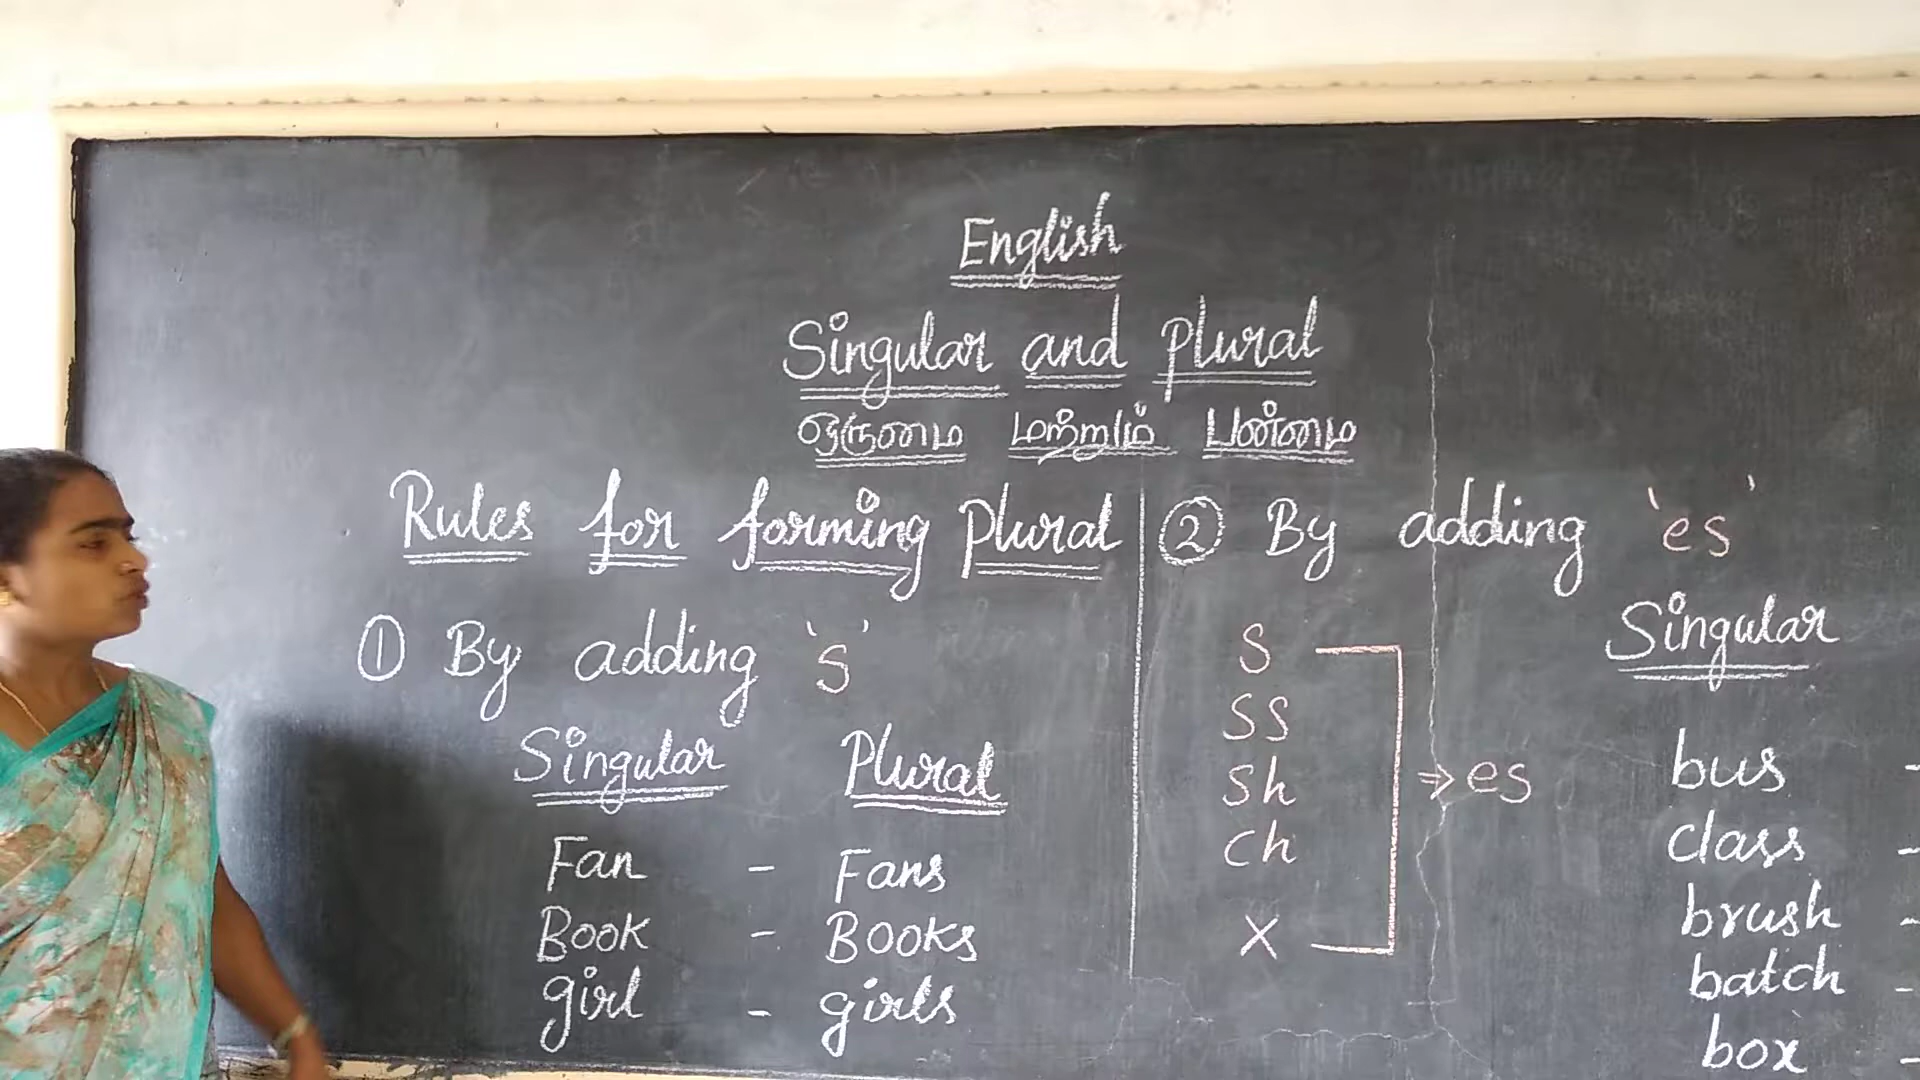 English
Singular and Plural
ஒருமை மற்றும் பன்மை
Rules for forming Plural
① By adding 's'
Singular Plural
Fan - Fans
Book - Books
girl - girls
② By adding 'es'
S
SS
Sh
Ch
X
⇒ es
Singular
bus -
class -
brush -
batch -
box -